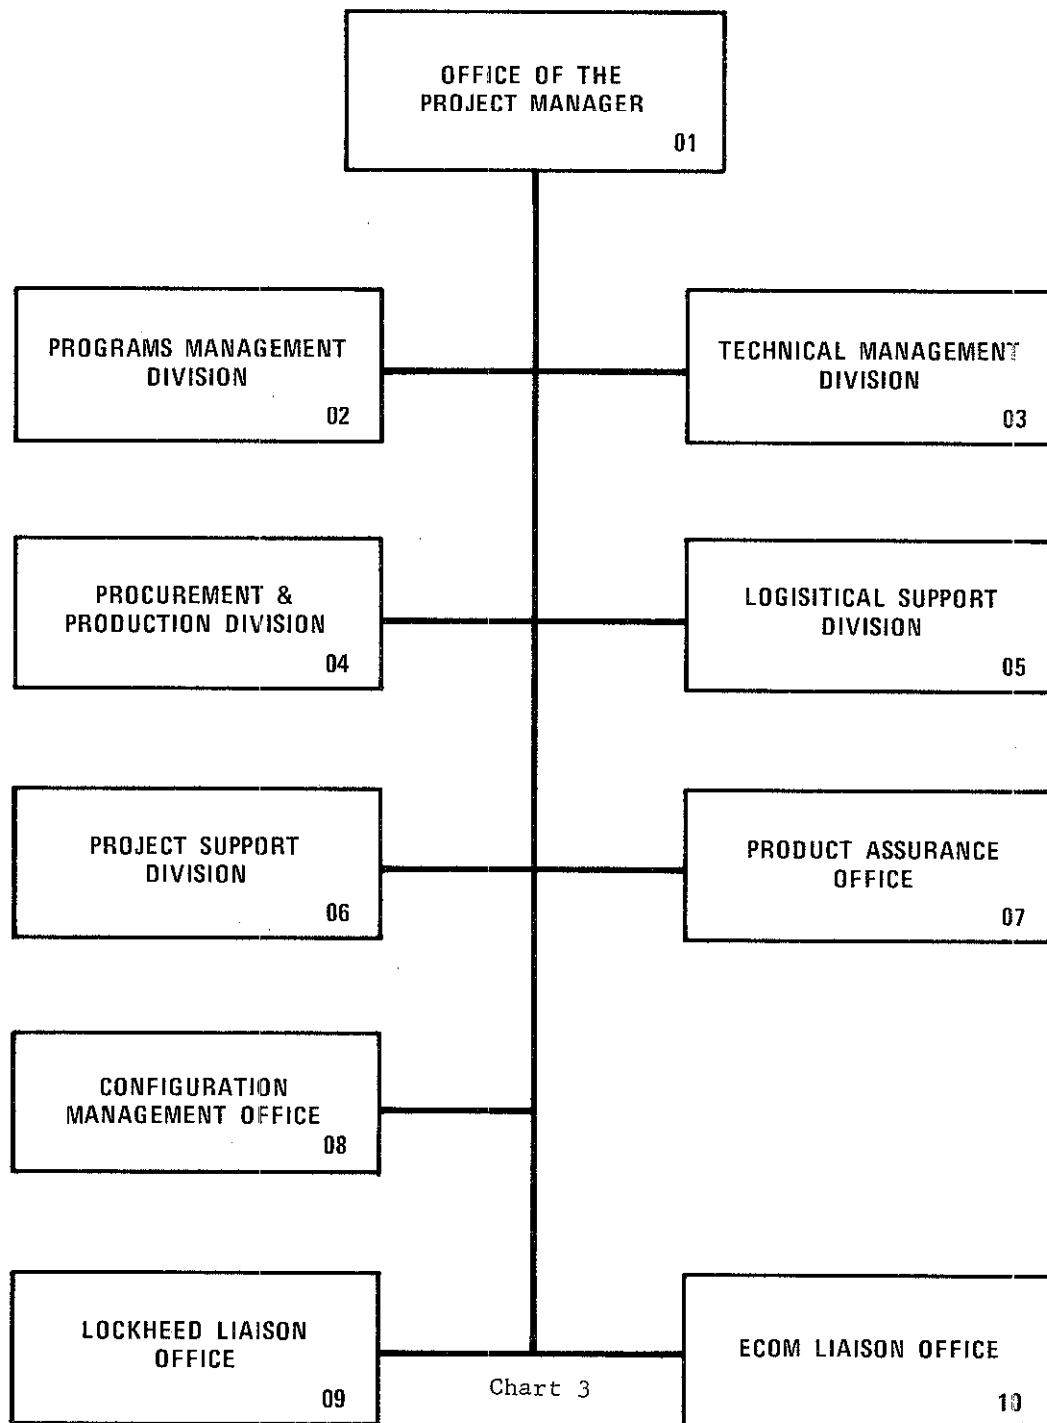 OFFICE OF THE
PROJECT MANAGER
01
PROGRAMS MANAGEMENT
DIVISION
02
TECHNICAL MANAGEMENT
DIVISION
03
PROCUREMENT &
PRODUCTION DIVISION
04
LOGISITICAL SUPPORT
DIVISION
05
PROJECT SUPPORT
DIVISION
06
PRODUCT ASSURANCE
OFFICE
07
CONFIGURATION
MANAGEMENT OFFICE
08
LOCKHEED LIAISON
OFFICE
09
ECOM LIAISON OFFICE
10
Chart 3